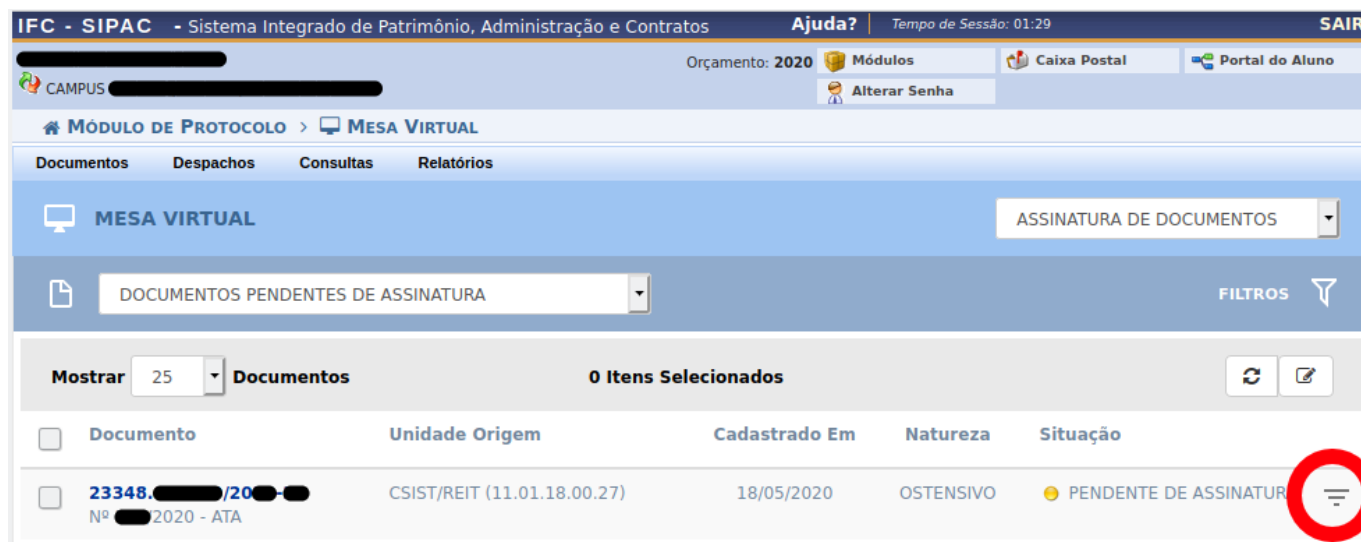 IFC - SIPAC - Sistema Integrado de Patrimônio, Administração e Contratos Ajuda? Tempo de Sessão: 01:29 SAIR
Orçamento: 2020 Módulos Caixa Postal Portal do Aluno
CAMPUS Alterar Senha
MÓDULO DE PROTOCOLO > MESA VIRTUAL
Documentos Despachos Consultas Relatórios
MESA VIRTUAL ASSINATURA DE DOCUMENTOS
DOCUMENTOS PENDENTES DE ASSINATURA FILTROS
Mostrar 25 Documentos 0 Itens Selecionados
Documento Unidade Origem Cadastrado Em Natureza Situação
23348. /20 - CSIST/REIT (11.01.18.00.27) 18/05/2020 OSTENSIVO PENDENTE DE ASSINATUR
Nº /2020 - ATA